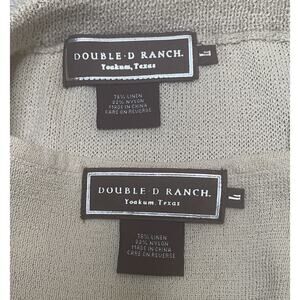 DOUBLE·D RANCH.
Yoakum, Texas
L
78% LINEN
22% NYLON
MADE IN CHINA
CARE ON REVERSE
DOUBLE·D RANCH.
Yoakum, Texas
L
78% LINEN
22% NYLON
MADE IN CHINA
CARE ON REVERSE